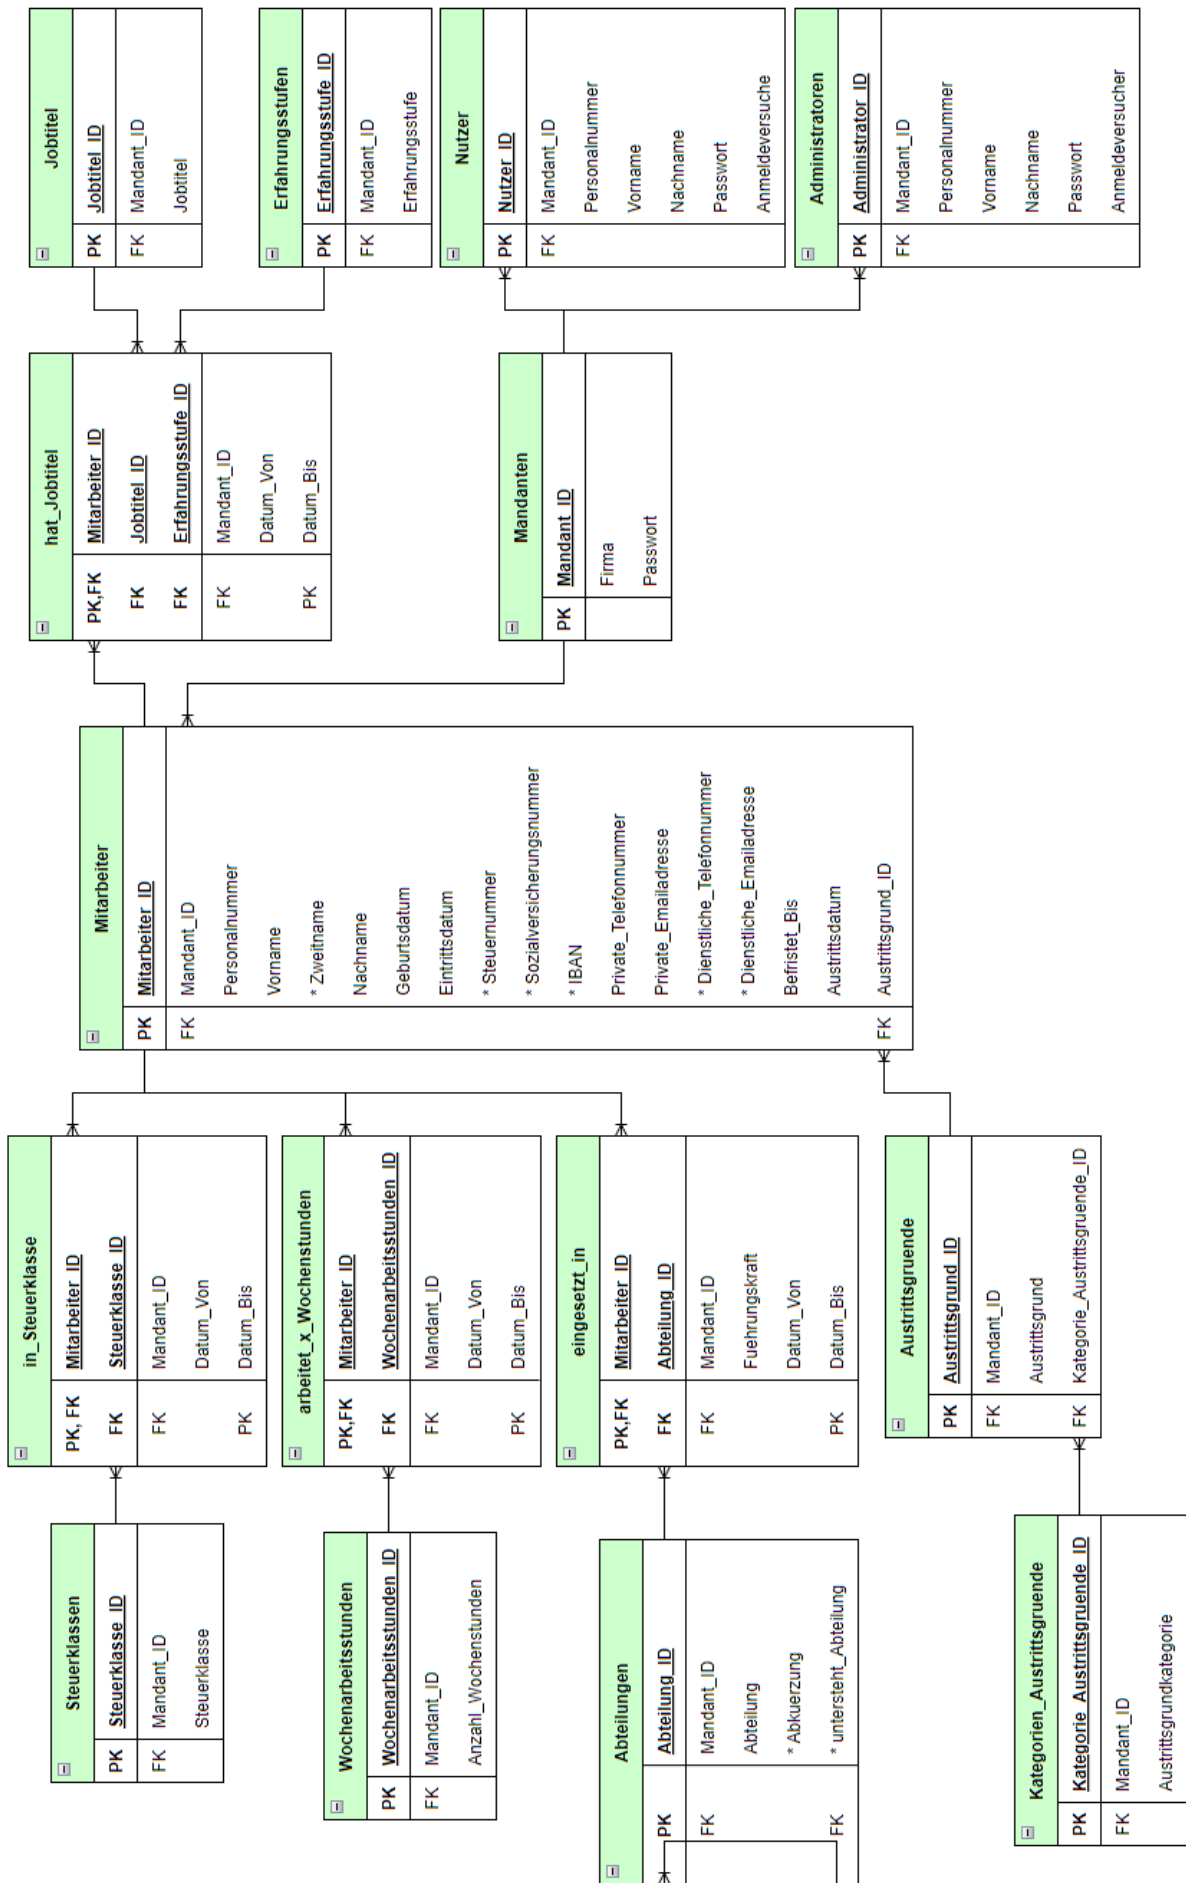 Jobtitel
PK Jobtitel_ID
FK Mandant_ID
Jobtitel
Erfahrungsstufen
PK Erfahrungsstufe_ID
FK Mandant_ID
Erfahrungsstufe
Nutzer
PK Nutzer_ID
FK Mandant_ID
Personalnummer
Vorname
Nachname
Passwort
Anmeldeversuche
Administratoren
PK Administrator_ID
FK Mandant_ID
Personalnummer
Vorname
Nachname
Passwort
Anmeldeversucher
hat_Jobtitel
PK,FK Mitarbeiter_ID
FK Jobtitel_ID
FK Erfahrungsstufe_ID
FK Mandant_ID
Datum_Von
PK Datum_Bis
Mandanten
PK Mandant_ID
Firma
Passwort
Mitarbeiter
PK Mitarbeiter_ID
FK Mandant_ID
Personalnummer
Vorname
* Zweitname
Nachname
Geburtsdatum
Eintrittsdatum
* Steuernummer
* Sozialversicherungsnummer
* IBAN
Private_Telefonnummer
Private_Emailadresse
* Dienstliche_Telefonnummer
* Dienstliche_Emailadresse
Befristet_Bis
Austrittsdatum
FK Austrittsgrund_ID
in_Steuerklasse
PK, FK Mitarbeiter_ID
FK Steuerklasse_ID
FK Mandant_ID
Datum_Von
PK Datum_Bis
arbeitet_x_Wochenstunden
PK,FK Mitarbeiter_ID
FK Wochenarbeitsstunden_ID
FK Mandant_ID
Datum_Von
PK Datum_Bis
eingesetzt_in
PK,FK Mitarbeiter_ID
FK Abteilung_ID
FK Mandant_ID
Fuehrungskraft
Datum_Von
PK Datum_Bis
Austrittsgruende
PK Austrittsgrund_ID
FK Mandant_ID
Austrittsgrund
FK Kategorie_Austrittsgruende_ID
Steuerklassen
PK Steuerklasse_ID
FK Mandant_ID
Steuerklasse
Wochenarbeitsstunden
PK Wochenarbeitsstunden_ID
FK Mandant_ID
Anzahl_Wochenstunden
Abteilungen
PK Abteilung_ID
FK Mandant_ID
Abteilung
* Abkuerzung
FK * untersteht_Abteilung
Kategorien_Austrittsgruende
PK Kategorie_Austrittsgruende_ID
FK Mandant_ID
Austrittsgrundkategorie